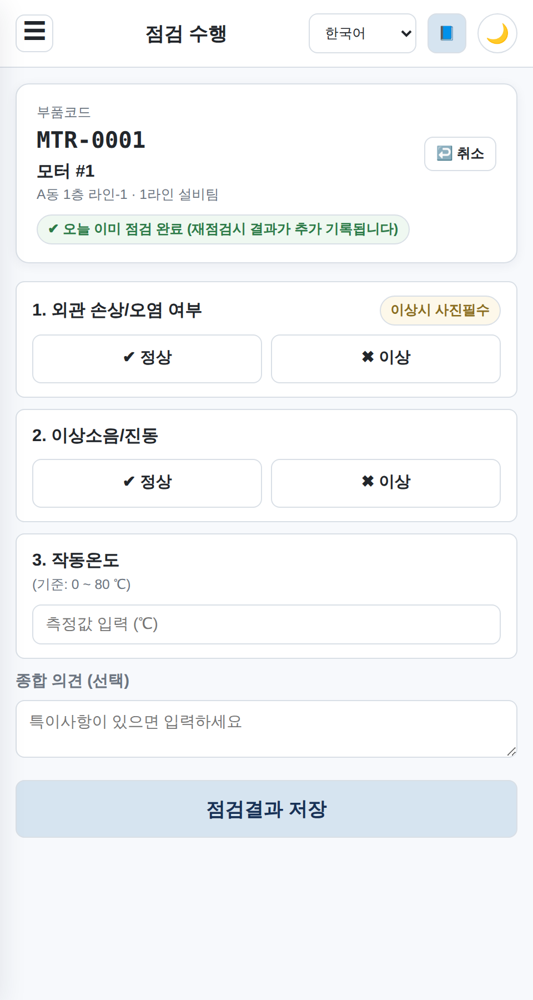 ☰ 점검 수행 한국어 📘 🌙
부품코드
MTR-0001
모터 #1
↩️ 취소
A동 1층 라인-1 · 1라인 설비팀
✔ 오늘 이미 점검 완료 (재점검시 결과가 추가 기록됩니다)
1. 외관 손상/오염 여부
이상시 사진필수
✔ 정상
✖ 이상
2. 이상소음/진동
✔ 정상
✖ 이상
3. 작동온도
(기준: 0 ~ 80 ℃)
측정값 입력 (℃)
종합 의견 (선택)
특이사항이 있으면 입력하세요
점검결과 저장